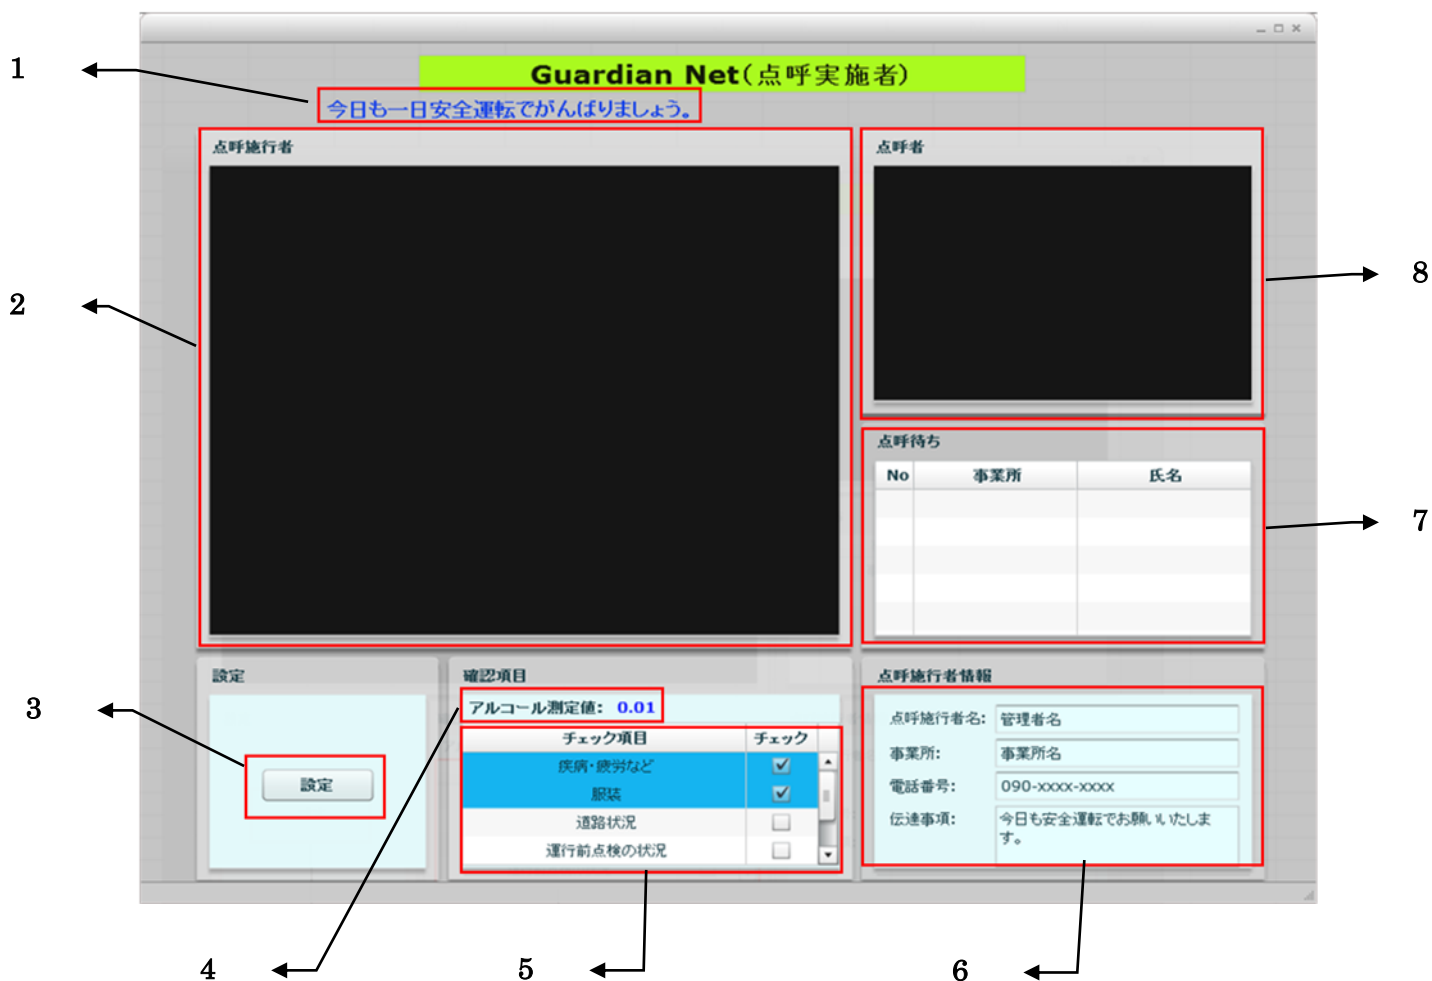 1
Guardian Net(点呼実施者)
今日も一日安全運転でがんばりましょう。
点呼施行者
点呼者
2
8
点呼待ち
No 事業所 氏名
7
設定
設定
3
確認項目
アルコール測定値: 0.01
チェック項目 チェック
疾病・疲労など
服装
道路状況
運行前点検の状況
点呼施行者情報
点呼施行者名: 管理者名
事業所: 事業所名
電話番号: 090-xxxx-xxxx
伝達事項: 今日も安全運転でお願いいたしま
す。
4
5
6